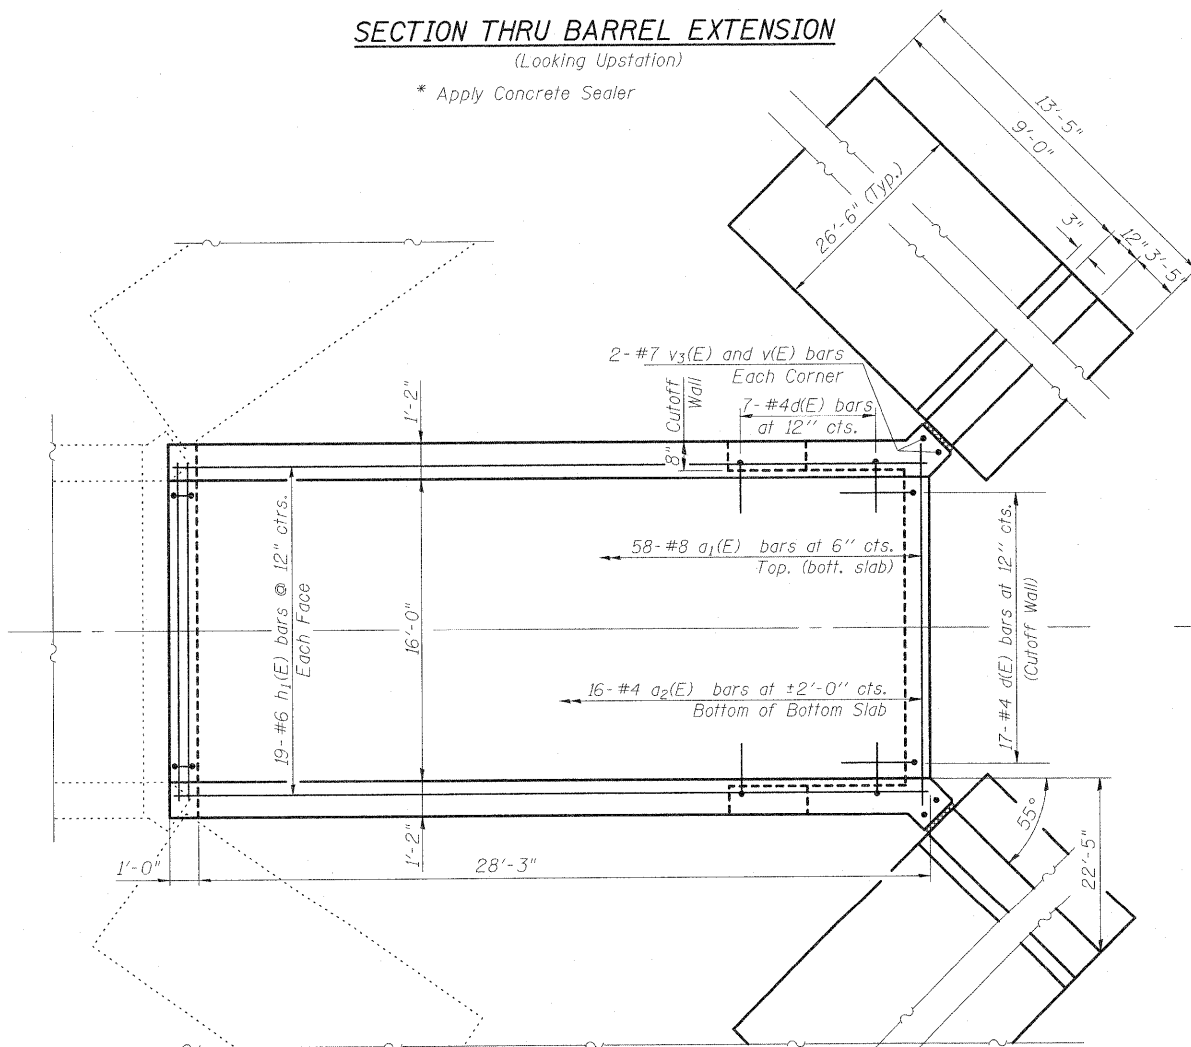 SECTION THRU BARREL EXTENSION
(Looking Upstation)
* Apply Concrete Sealer
13'-5"
9'-0"
26'-6" (Typ.)
3"
12"
3'-5"
2- #7 v3(E) and v(E) bars
Each Corner
1'-2"
8" Cutoff
Wall
7- #4d(E) bars
at 12" cts.
58- #8 a1(E) bars at 6" cts.
Top. (bott. slab)
19- #6 h1(E) bars @ 12" ctrs.
Each Face
16'-0"
17- #4 d(E) bars at 12" cts.
(Cutoff Wall)
16- #4 a2(E) bars at ±2'-0" cts.
Bottom of Bottom Slab
1'-2"
55°
22'-5"
1'-0"
28'-3"